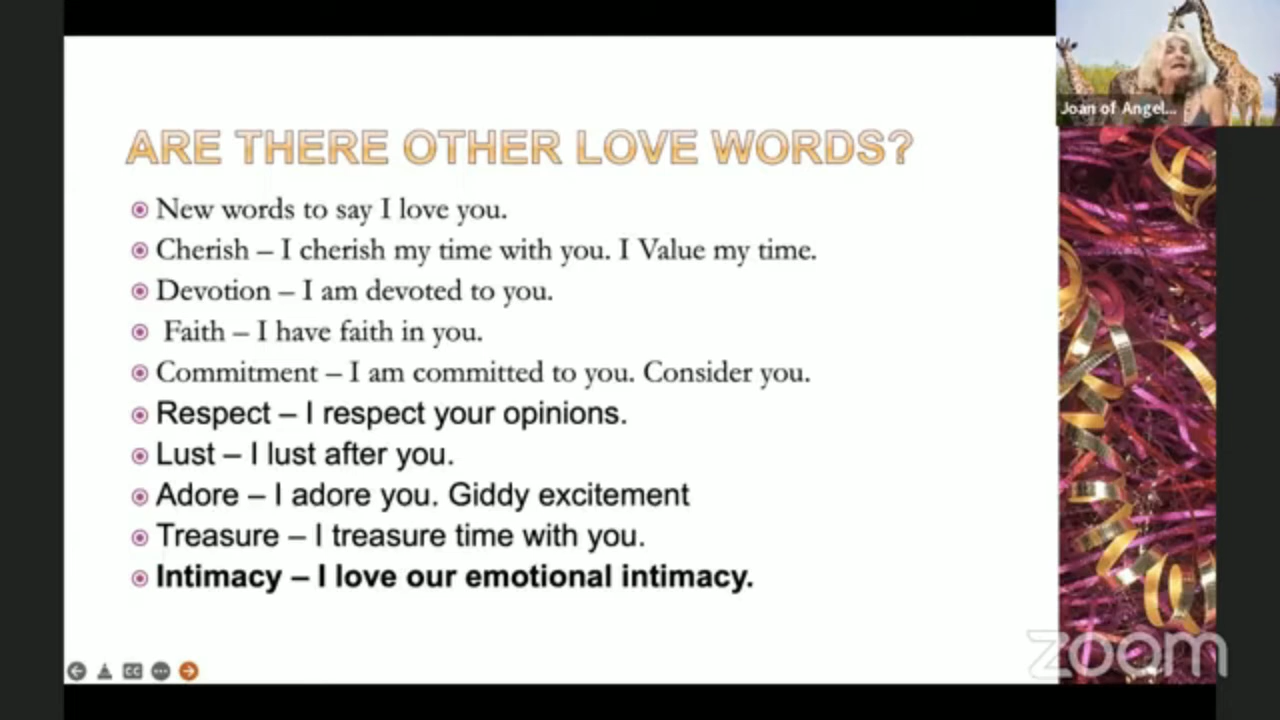 Joan of Angel...
ARE THERE OTHER LOVE WORDS?
New words to say I love you.
Cherish – I cherish my time with you. I Value my time.
Devotion – I am devoted to you.
Faith – I have faith in you.
Commitment – I am committed to you. Consider you.
Respect – I respect your opinions.
Lust – I lust after you.
Adore – I adore you. Giddy excitement
Treasure – I treasure time with you.
Intimacy – I love our emotional intimacy.
CC
zoom